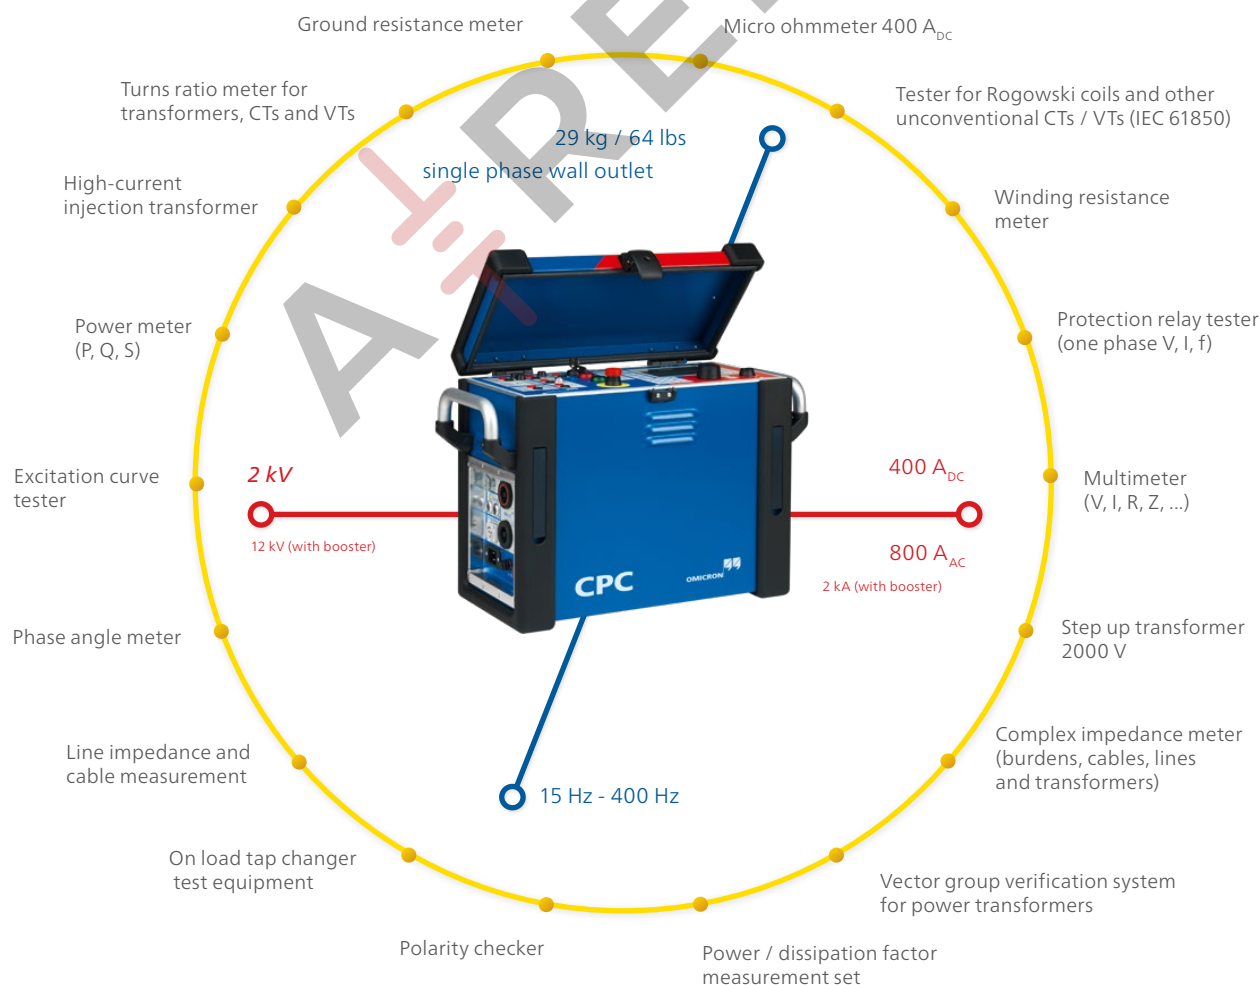 Ground resistance meter
Micro ohmmeter 400 A DC
Turns ratio meter for
transformers, CTs and VTs
Tester for Rogowski coils and other
unconventional CTs / VTs (IEC 61850)
29 kg / 64 lbs
single phase wall outlet
High-current
injection transformer
Winding resistance
meter
Power meter
(P, Q, S)
Protection relay tester
(one phase V, I, f)
Excitation curve
tester
2 kV
12 kV (with booster)
400 A DC
800 A AC
2 kA (with booster)
Multimeter
(V, I, R, Z, ...)
CPC
OMICRON
Phase angle meter
Step up transformer
2000 V
Line impedance and
cable measurement
Complex impedance meter
(burdens, cables, lines
and transformers)
15 Hz - 400 Hz
On load tap changer
test equipment
Vector group verification system
for power transformers
Polarity checker
Power / dissipation factor
measurement set